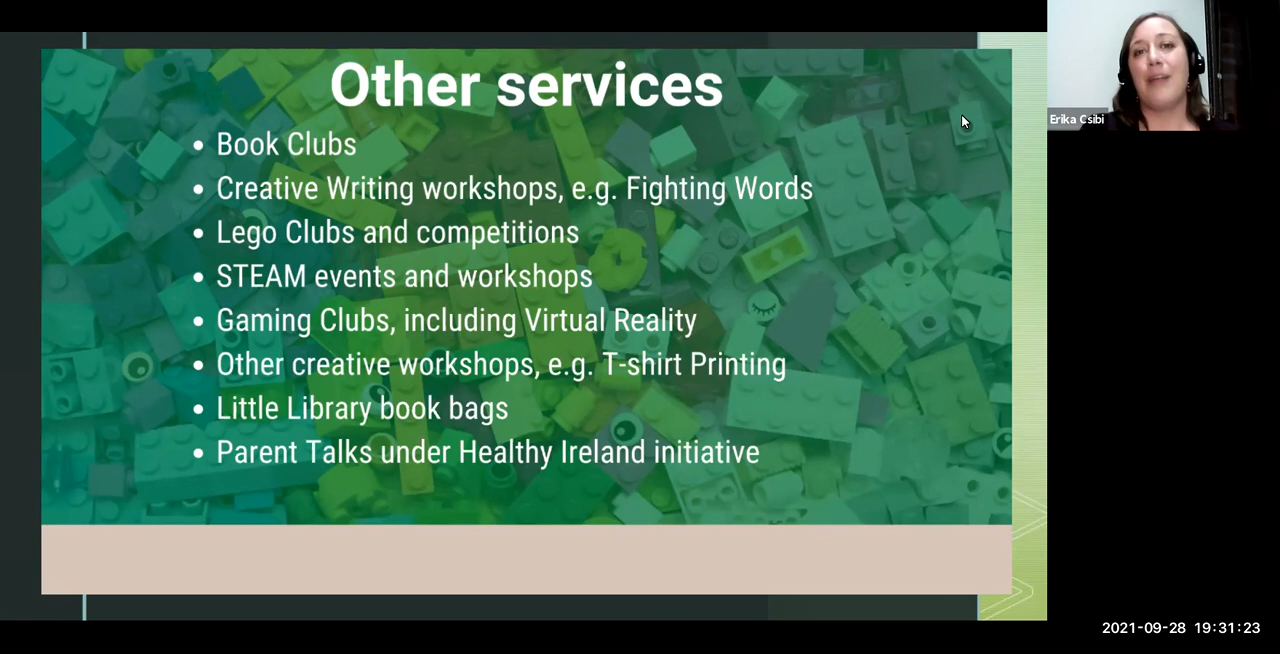 Other services
Book Clubs
Creative Writing workshops, e.g. Fighting Words
Lego Clubs and competitions
STEAM events and workshops
Gaming Clubs, including Virtual Reality
Other creative workshops, e.g. T-shirt Printing
Little Library book bags
Parent Talks under Healthy Ireland initiative
Erika Csibi
2021-09-28 19:31:23